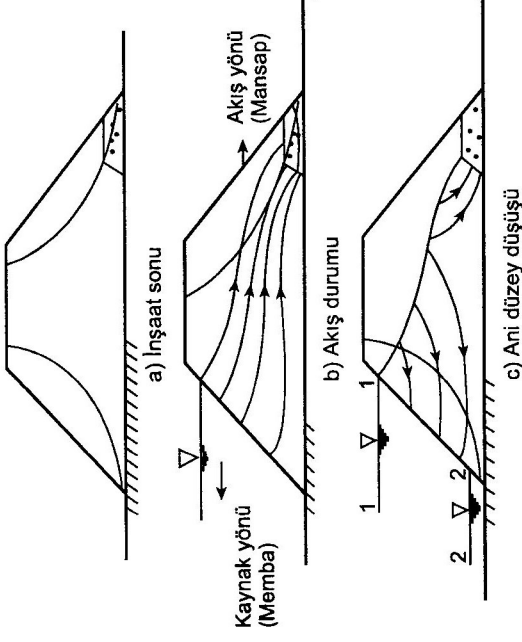 a) İnşaat sonu
Kaynak yönü
(Memba)
Akış yönü
(Mansap)
b) Akış durumu
1
1
2
2
c) Ani düzey düşüşü